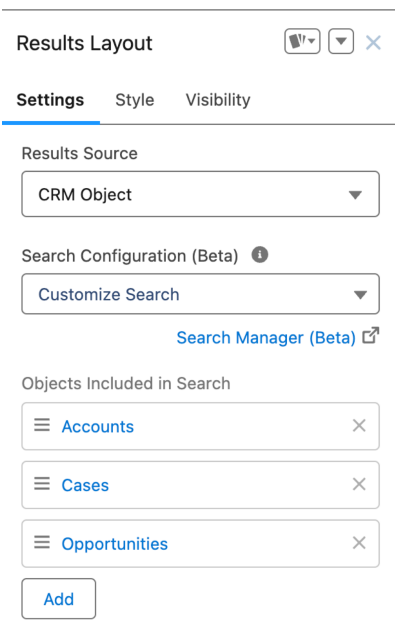 Results Layout
Settings Style Visibility
Results Source
CRM Object
Search Configuration (Beta)
Customize Search
Search Manager (Beta)
Objects Included in Search
Accounts
Cases
Opportunities
Add